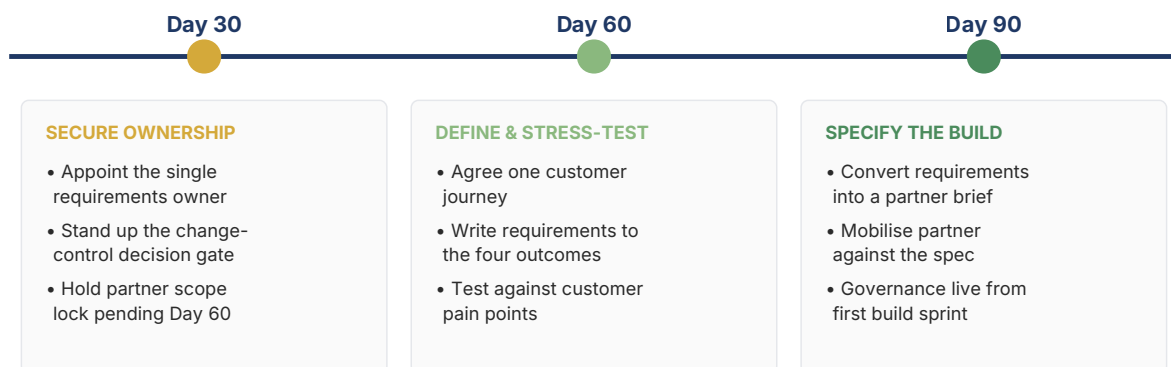 Day 30
Day 60
Day 90
SECURE OWNERSHIP
• Appoint the single
requirements owner
• Stand up the change-
control decision gate
• Hold partner scope
lock pending Day 60
DEFINE & STRESS-TEST
• Agree one customer
journey
• Write requirements to
the four outcomes
• Test against customer
pain points
SPECIFY THE BUILD
• Convert requirements
into a partner brief
• Mobilise partner
against the spec
• Governance live from
first build sprint